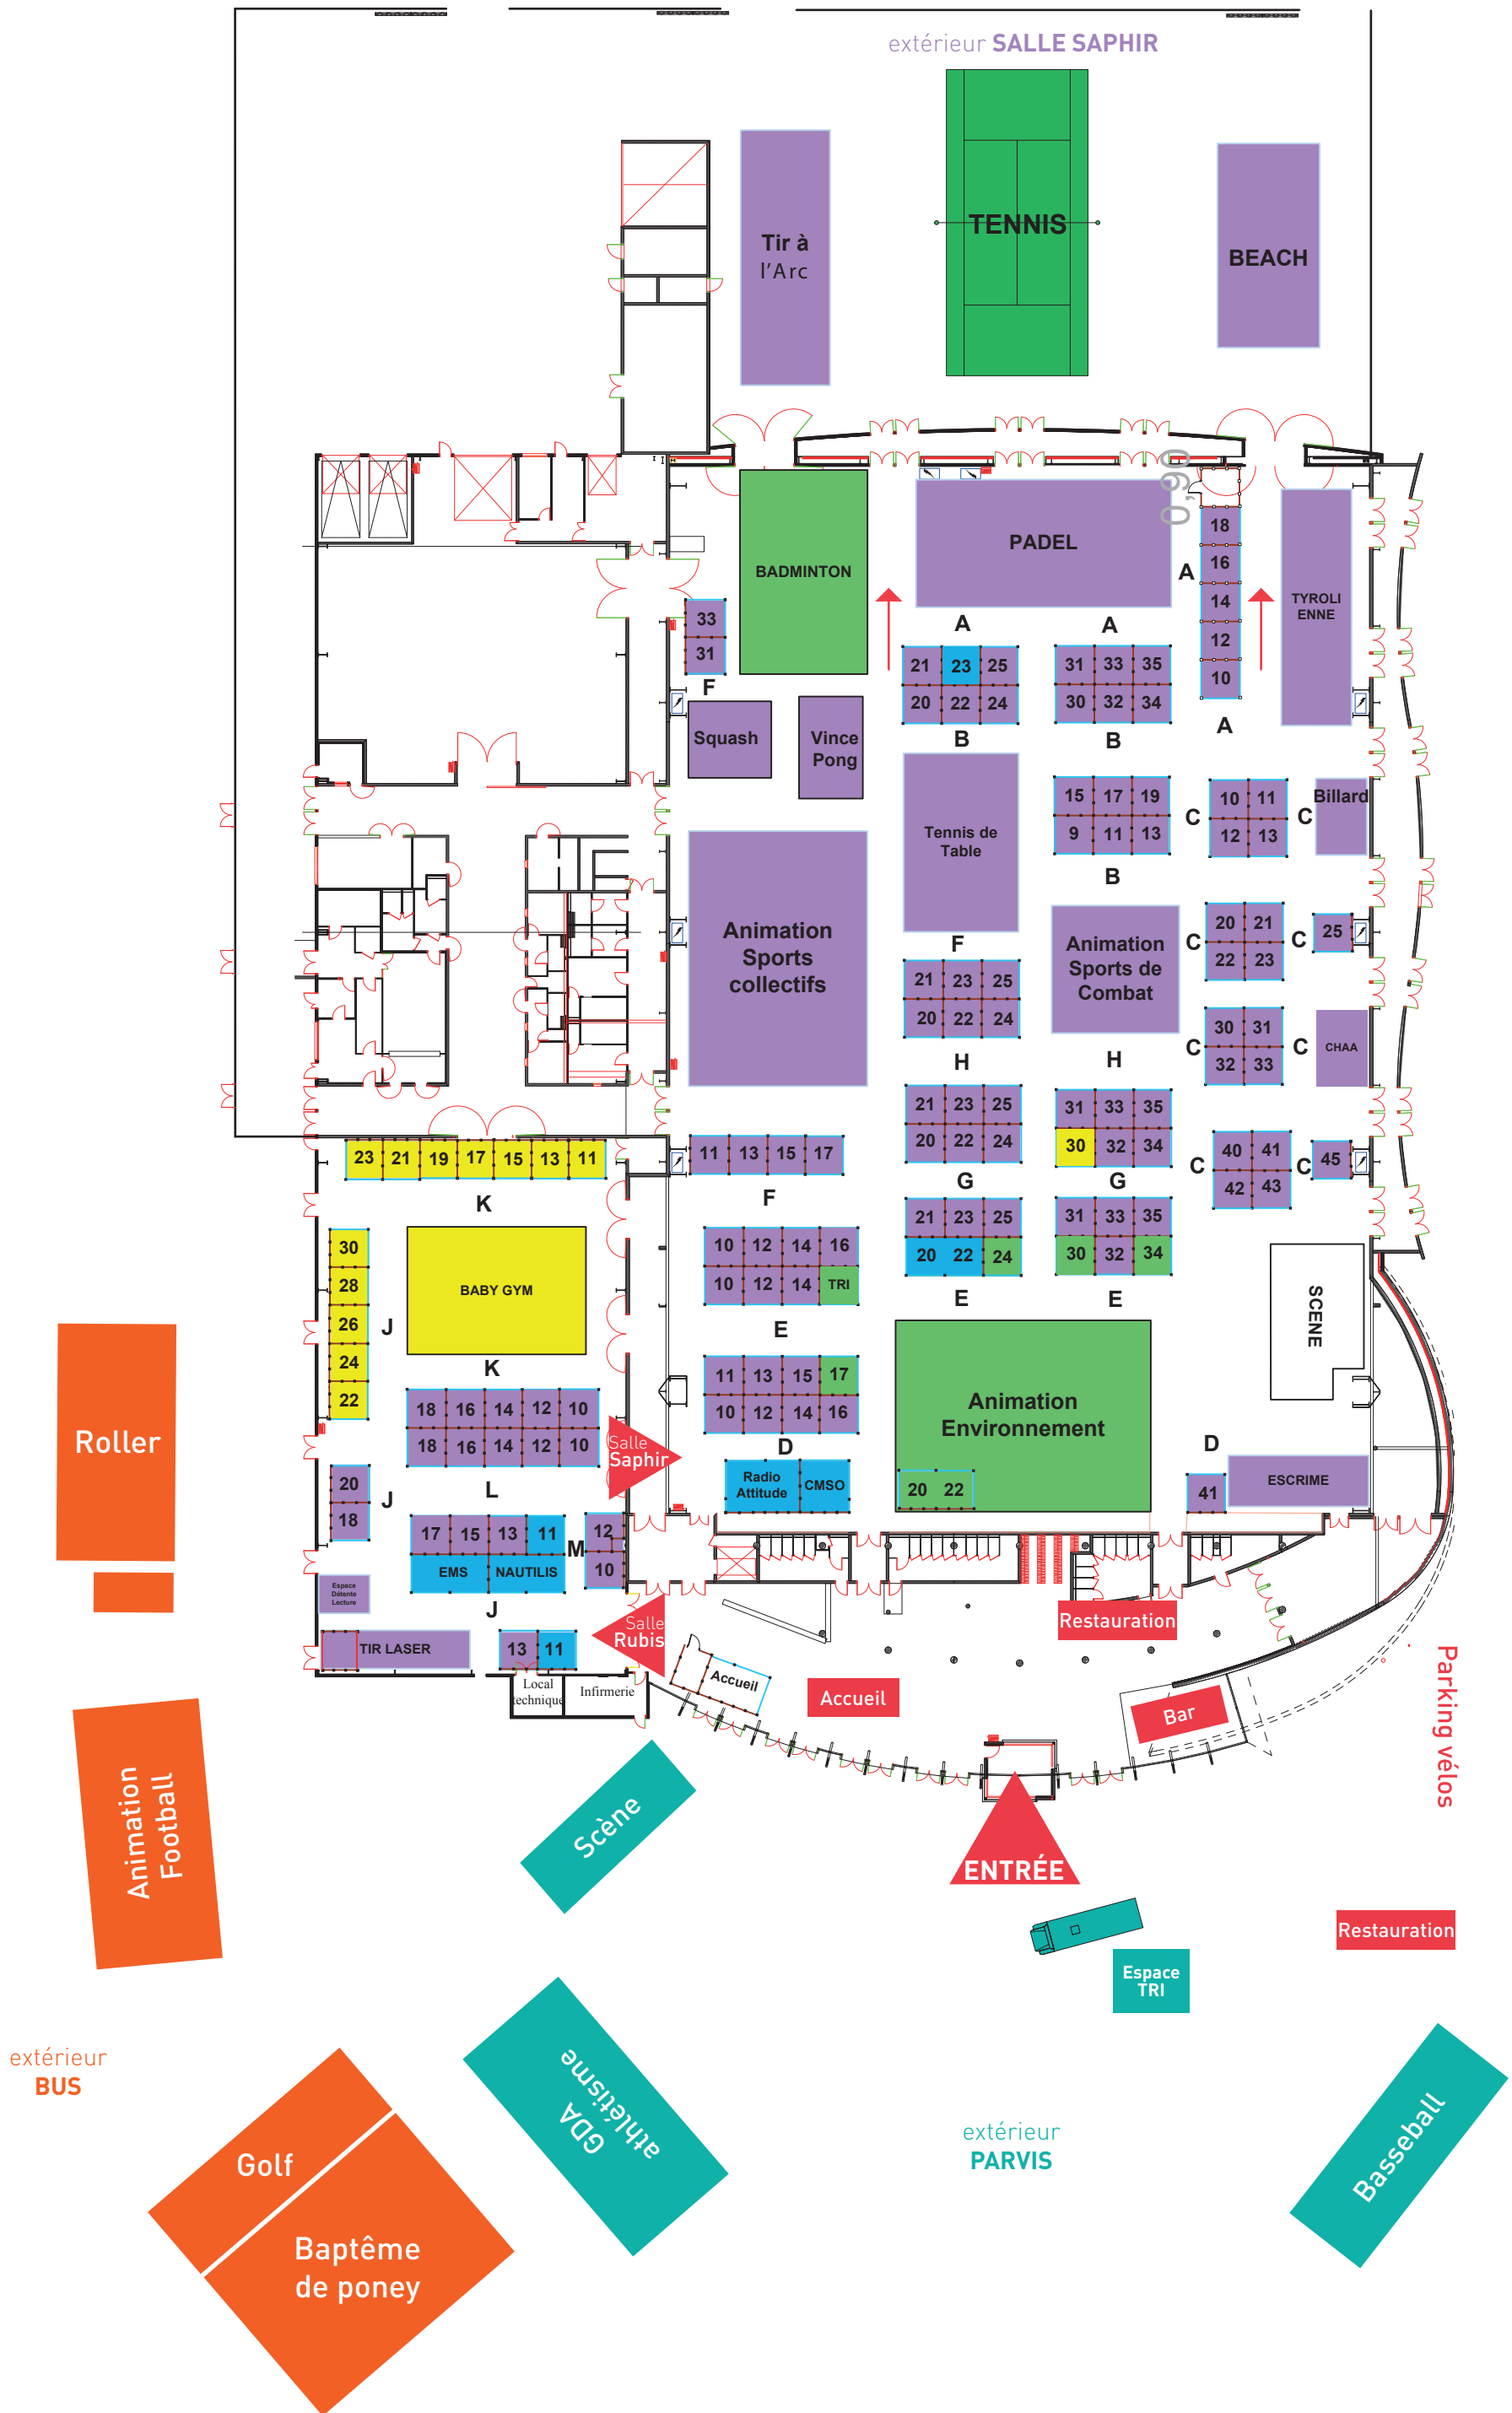 extérieur SALLE SAPHIR
Tir à
l'Arc
TENNIS
BEACH
0,90
PADEL
BADMINTON
18
16
14
12
10
A
TYROLI
ENNE
33
31
F
A
A
21 23 25
20 22 24
31 33 35
30 32 34
A
B
B
Squash
Vince
Pong
Tennis de
Table
15 17 19
9 11 13
C
10 11
12 13
C
Billard
B
Animation
Sports
collectifs
F
Animation
Sports de
Combat
C
20 21
22 23
C
25
21 23 25
20 22 24
C
30 31
32 33
C
CHAA
H
H
21 23 25
20 22 24
31 33 35
30 32 34
C
40 41
42 43
C
45
23 21 19 17 15 13 11
11 13 15 17
K
F
G
G
21 23 25
20 22 24
31 33 35
30 32 34
30
28
26
24
22
J
BABY GYM
10 12 14 16
10 12 14 TRI
E
E
E
SCENE
K
11 13 15 17
10 12 14 16
Animation
Environnement
20 22
18 16 14 12 10
18 16 14 12 10
Roller
Salle
Saphir
D
D
Radio
Attitude
CMSO
41
ESCRIME
20
18
J
L
17 15 13 11
EMS NAUTILIS
M
12
10
Espace
Détente
Lecture
J
TIR LASER
13 11
Salle
Rubis
Restauration
Local
technique
Infirmerie
Accueil
Accueil
Bar
Parking vélos
Animation
Football
Scène
ENTRÉE
Restauration
Espace
TRI
extérieur
BUS
GDA
athlétisme
extérieur
PARVIS
Basseball
Golf
Baptême
de poney